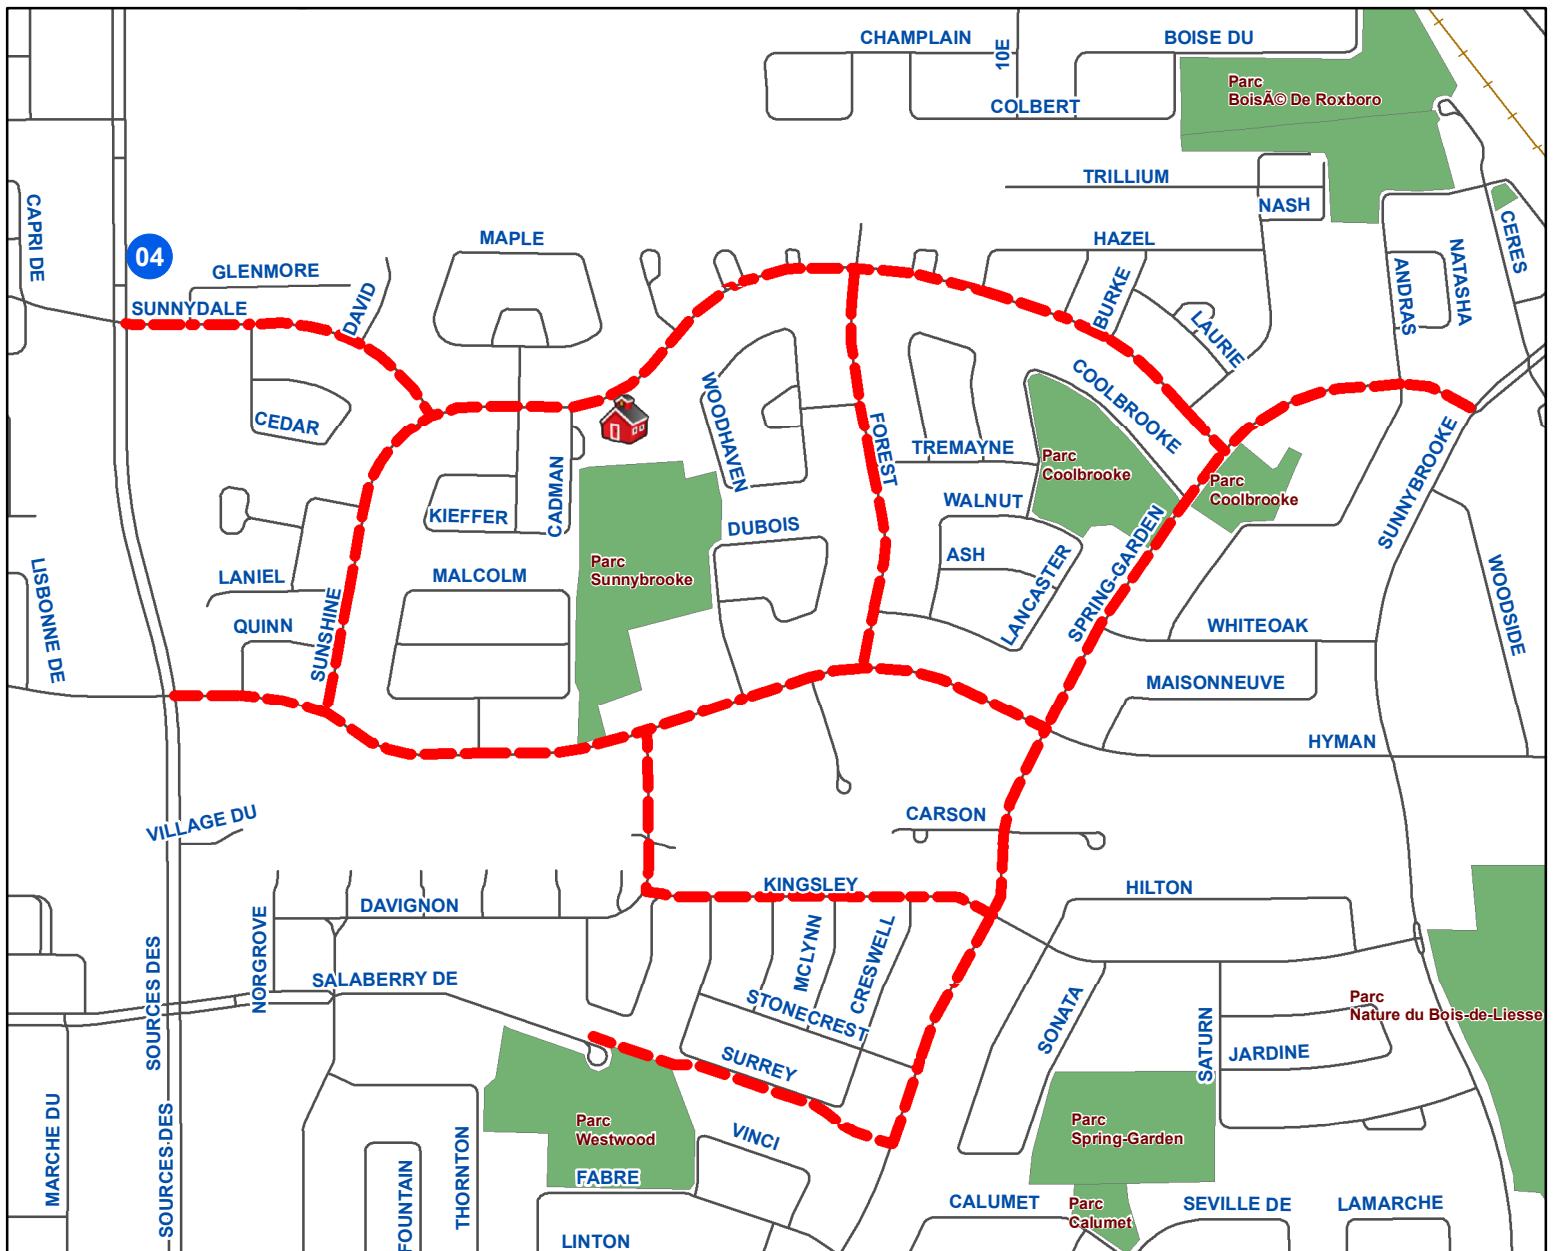 CHAMPLAIN
10E
BOISE DU
COLBERT
Parc
BoisÃ© De Roxboro
TRILLIUM
NASH
CAPRI DE
04
GLENMORE
SUNNYDALE
DAVID
MAPLE
HAZEL
BURKE
LAURIE
ANDRAS
NATASHA
CERES
CEDAR
WOODHAVEN
FOREST
COOLBROOKE
TREMAYNE
Parc
Coolbrooke
Parc
Coolbrooke
SUNNYBROOKE
KIEFFER
CADMAN
WALNUT
DUBOIS
ASH
LANCASTER
SPRING-GARDEN
Parc
Sunnybrooke
LISBONNE DE
LANIEL
MALCOLM
QUINN
SUNSHINE
WHITEOAK
WOODSIDE
MAISONNEUVE
HYMAN
VILLAGE DU
CARSON
KINGSLEY
HILTON
DAVIGNON
NORGROVE
SOURCES DES
SALABERRY DE
MCLYNN
CRESWELL
STONECREST
SURREY
SONATA
SATURN
JARDINE
Parc
Nature du Bois-de-Liesse
MARCHE DU
SOURCES DES
FOUNTAIN
THORNTON
Parc
Westwood
VINCI
FABRE
LINTON
Parc
Spring-Garden
CALUMET
Parc
Calumet
SEVILLE DE
LAMARCHE